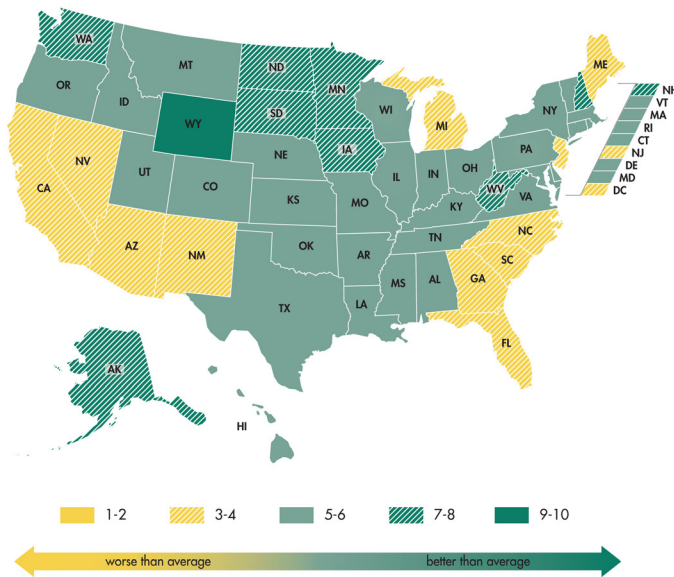 WA
MT
ND
MN
ME
OR
ID
WY
SD
WI
MI
NY
NH
VT
MA
RI
CT
NJ
DE
MD
DC
NV
UT
CO
NE
IA
IL
IN
OH
PA
WV
VA
CA
KS
MO
KY
AZ
NM
OK
AR
TN
NC
SC
TX
LA
MS
AL
GA
FL
AK
HI
1-2
3-4
5-6
7-8
9-10
worse than average
better than average